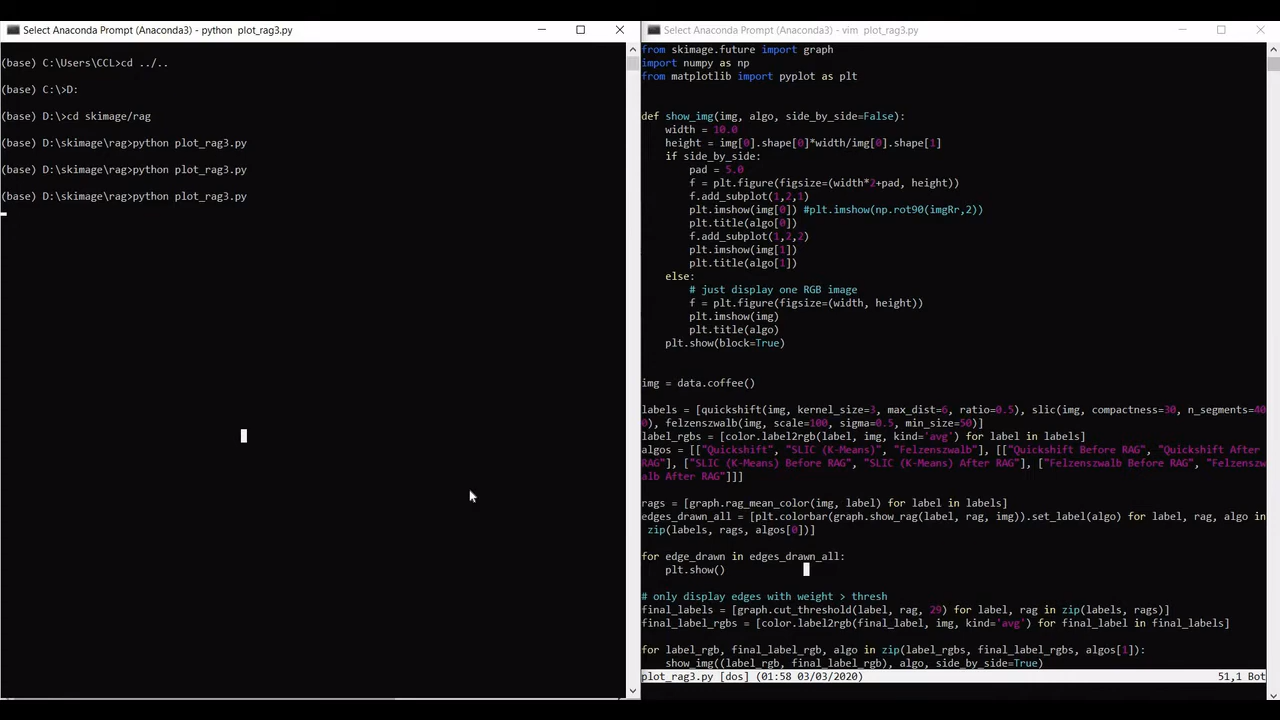 Select Anaconda Prompt (Anaconda3) - python  plot_rag3.py
(base) C:\Users\CCL>cd ../..
(base) C:\>D:
(base) D:\>cd skimage/rag
(base) D:\skimage\rag>python plot_rag3.py
(base) D:\skimage\rag>python plot_rag3.py
(base) D:\skimage\rag>python plot_rag3.py
Select Anaconda Prompt (Anaconda3) - vim  plot_rag3.py
from skimage.future import graph
import numpy as np
from matplotlib import pyplot as plt
def show_img(img, algo, side_by_side=False):
    width = 10.0
    height = img[0].shape[0]*width/img[0].shape[1]
    if side_by_side:
        pad = 5.0
        f = plt.figure(figsize=(width*2+pad, height))
        f.add_subplot(1,2,1)
        plt.imshow(img[0]) #plt.imshow(np.rot90(imgRr,2))
        plt.title(algo[0])
        f.add_subplot(1,2,2)
        plt.imshow(img[1])
        plt.title(algo[1])
    else:
        # just display one RGB image
        f = plt.figure(figsize=(width, height))
        plt.imshow(img)
        plt.title(algo)
    plt.show(block=True)
img = data.coffee()
labels = [quickshift(img, kernel_size=3, max_dist=6, ratio=0.5), slic(img, compactness=30, n_segments=40
0), felzenszwalb(img, scale=100, sigma=0.5, min_size=50)]
label_rgbs = [color.label2rgb(label, img, kind='avg') for label in labels]
algos = [["Quickshift", "SLIC (K-Means)", "Felzenszwalb"], [["Quickshift Before RAG", "Quickshift After
RAG"], ["SLIC (K-Means) Before RAG", "SLIC (K-Means) After RAG"], ["Felzenszwalb Before RAG", "Felzensz
alb After RAG"]]]
rags = [graph.rag_mean_color(img, label) for label in labels]
edges_drawn_all = [plt.colorbar(graph.show_rag(label, rag, img)).set_label(algo) for label, rag, algo in
 zip(labels, rags, algos[0])]
for edge_drawn in edges_drawn_all:
    plt.show()
# only display edges with weight > thresh
final_labels = [graph.cut_threshold(label, rag, 29) for label, rag in zip(labels, rags)]
final_label_rgbs = [color.label2rgb(final_label, img, kind='avg') for final_label in final_labels]
for label_rgb, final_label_rgb, algo in zip(label_rgbs, final_label_rgbs, algos[1]):
    show_img((label_rgb, final_label_rgb), algo, side_by_side=True)
plot_rag3.py [dos] (01:58 03/03/2020) 51,1 Bot